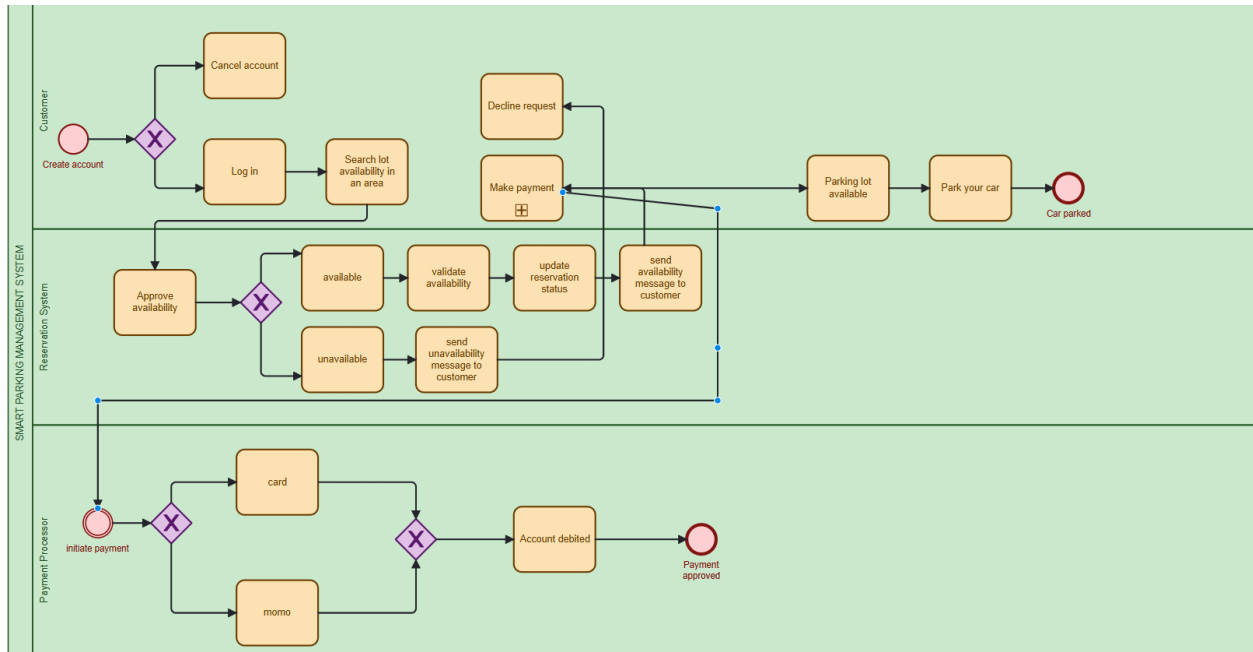 SMART PARKING MANAGEMENT SYSTEM
Customer
Create account
Cancel account
Log in
Search lot
availability in
an area
Decline request
Make payment
Parking lot
available
Park your car
Car parked
Reservation System
Approve
availability
available
validate
availability
update
reservation
status
send
availability
message to
customer
unavailable
send
unavailability
message to
customer
Payment Processor
initiate payment
card
momo
Account debited
Payment
approved